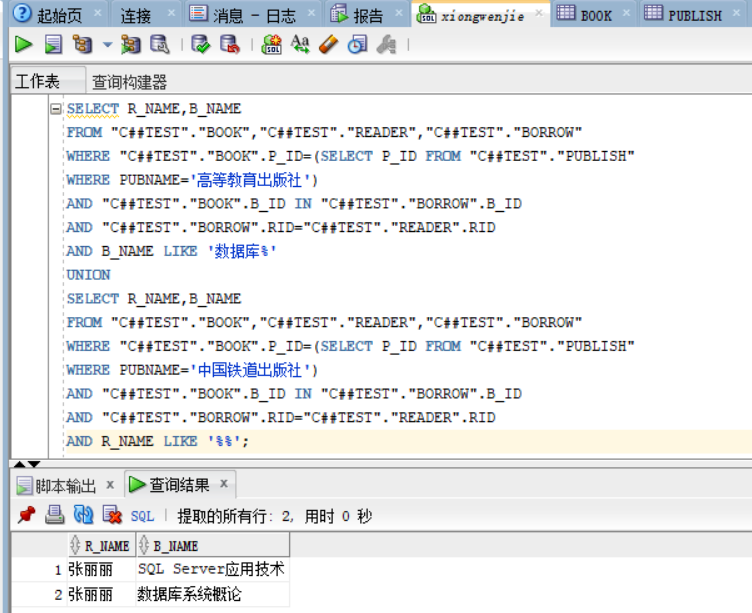 起始页 连接 消息 - 日志 报告 xiongwenjie BOOK PUBLISH
工作表 查询构建器
SELECT R_NAME,B_NAME
FROM "C##TEST"."BOOK","C##TEST"."READER","C##TEST"."BORROW"
WHERE "C##TEST"."BOOK".P_ID=(SELECT P_ID FROM "C##TEST"."PUBLISH"
WHERE PUBNAME='高等教育出版社')
AND "C##TEST"."BOOK".B_ID IN "C##TEST"."BORROW".B_ID
AND "C##TEST"."BORROW".RID="C##TEST"."READER".RID
AND B_NAME LIKE '数据库%'
UNION
SELECT R_NAME,B_NAME
FROM "C##TEST"."BOOK","C##TEST"."READER","C##TEST"."BORROW"
WHERE "C##TEST"."BOOK".P_ID=(SELECT P_ID FROM "C##TEST"."PUBLISH"
WHERE PUBNAME='中国铁道出版社')
AND "C##TEST"."BOOK".B_ID IN "C##TEST"."BORROW".B_ID
AND "C##TEST"."BORROW".RID="C##TEST"."READER".RID
AND R_NAME LIKE '%%';
脚本输出 查询结果
SQL 提取的所有行: 2, 用时 0 秒
R_NAME B_NAME
1 张丽丽 SQL Server应用技术
2 张丽丽 数据库系统概论